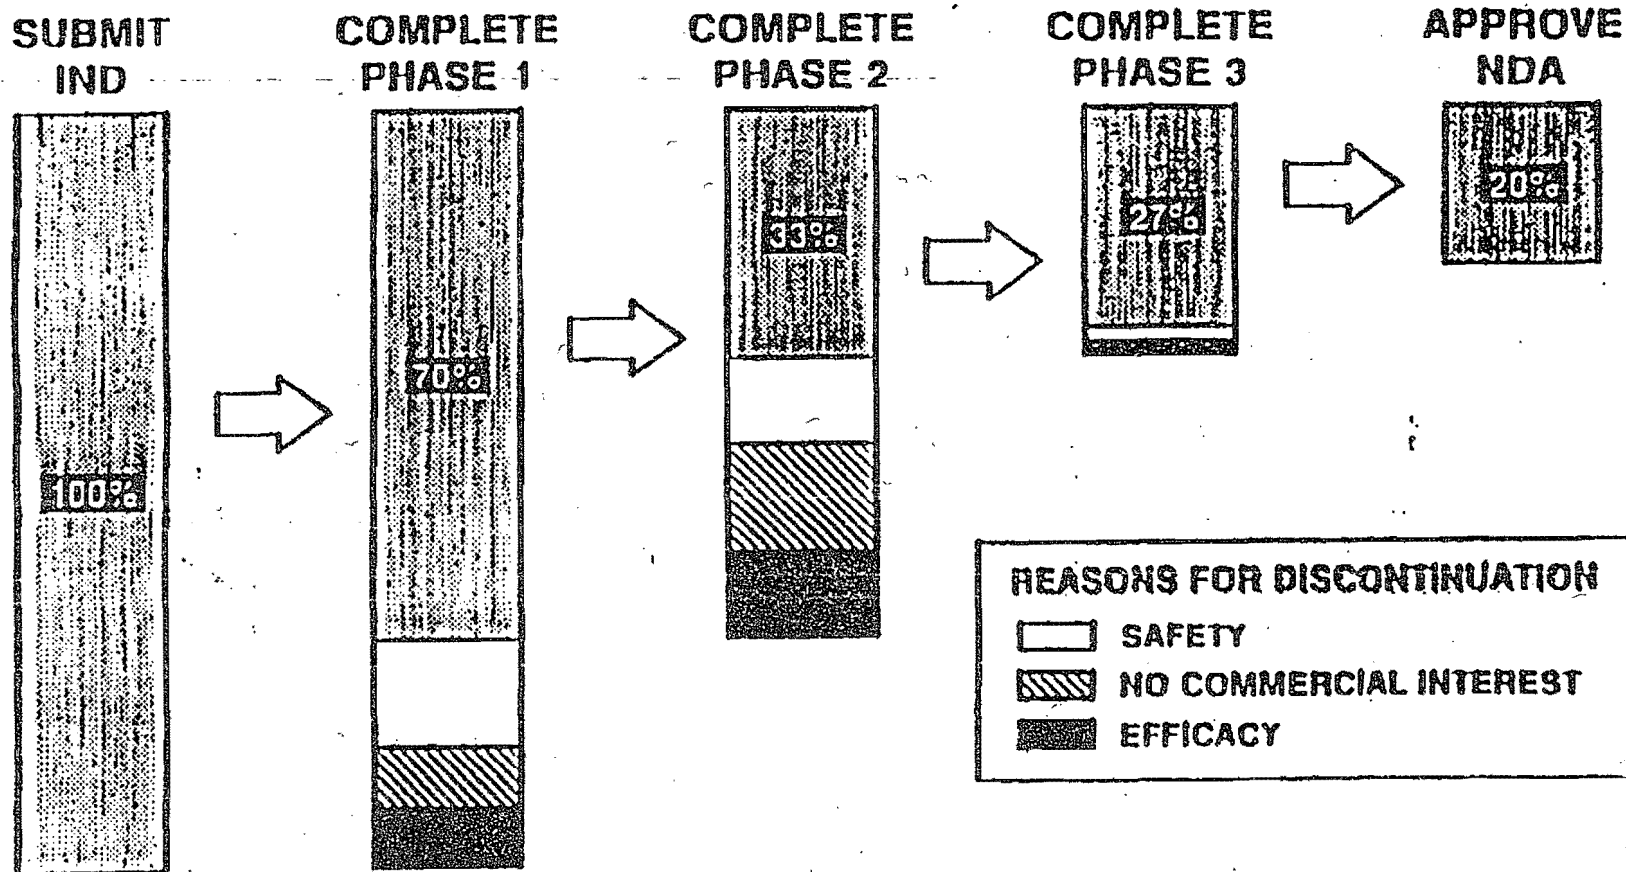 SUBMIT
IND
COMPLETE
PHASE 1
COMPLETE
PHASE 2
COMPLETE
PHASE 3
APPROVE
NDA
100%
70%
33%
27%
20%
REASONS FOR DISCONTINUATION
SAFETY
NO COMMERCIAL INTEREST
EFFICACY